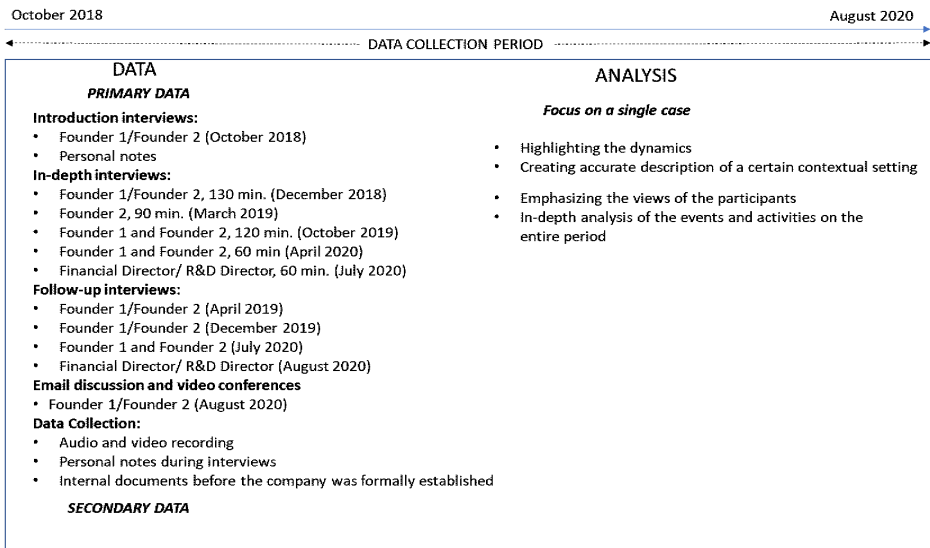 October 2018
August 2020
DATA COLLECTION PERIOD
DATA
PRIMARY DATA
Introduction interviews:
• Founder 1/Founder 2 (October 2018)
• Personal notes
In-depth interviews:
• Founder 1/Founder 2, 130 min. (December 2018)
• Founder 2, 90 min. (March 2019)
• Founder 1 and Founder 2, 120 min. (October 2019)
• Founder 1 and Founder 2, 60 min (April 2020)
• Financial Director/ R&D Director, 60 min. (July 2020)
Follow-up interviews:
• Founder 1/Founder 2 (April 2019)
• Founder 1/Founder 2 (December 2019)
• Founder 1 and Founder 2 (July 2020)
• Financial Director/ R&D Director (August 2020)
Email discussion and video conferences
• Founder 1/Founder 2 (August 2020)
Data Collection:
• Audio and video recording
• Personal notes during interviews
• Internal documents before the company was formally established
SECONDARY DATA
ANALYSIS
Focus on a single case
• Highlighting the dynamics
• Creating accurate description of a certain contextual setting
• Emphasizing the views of the participants
• In-depth analysis of the events and activities on the
entire period